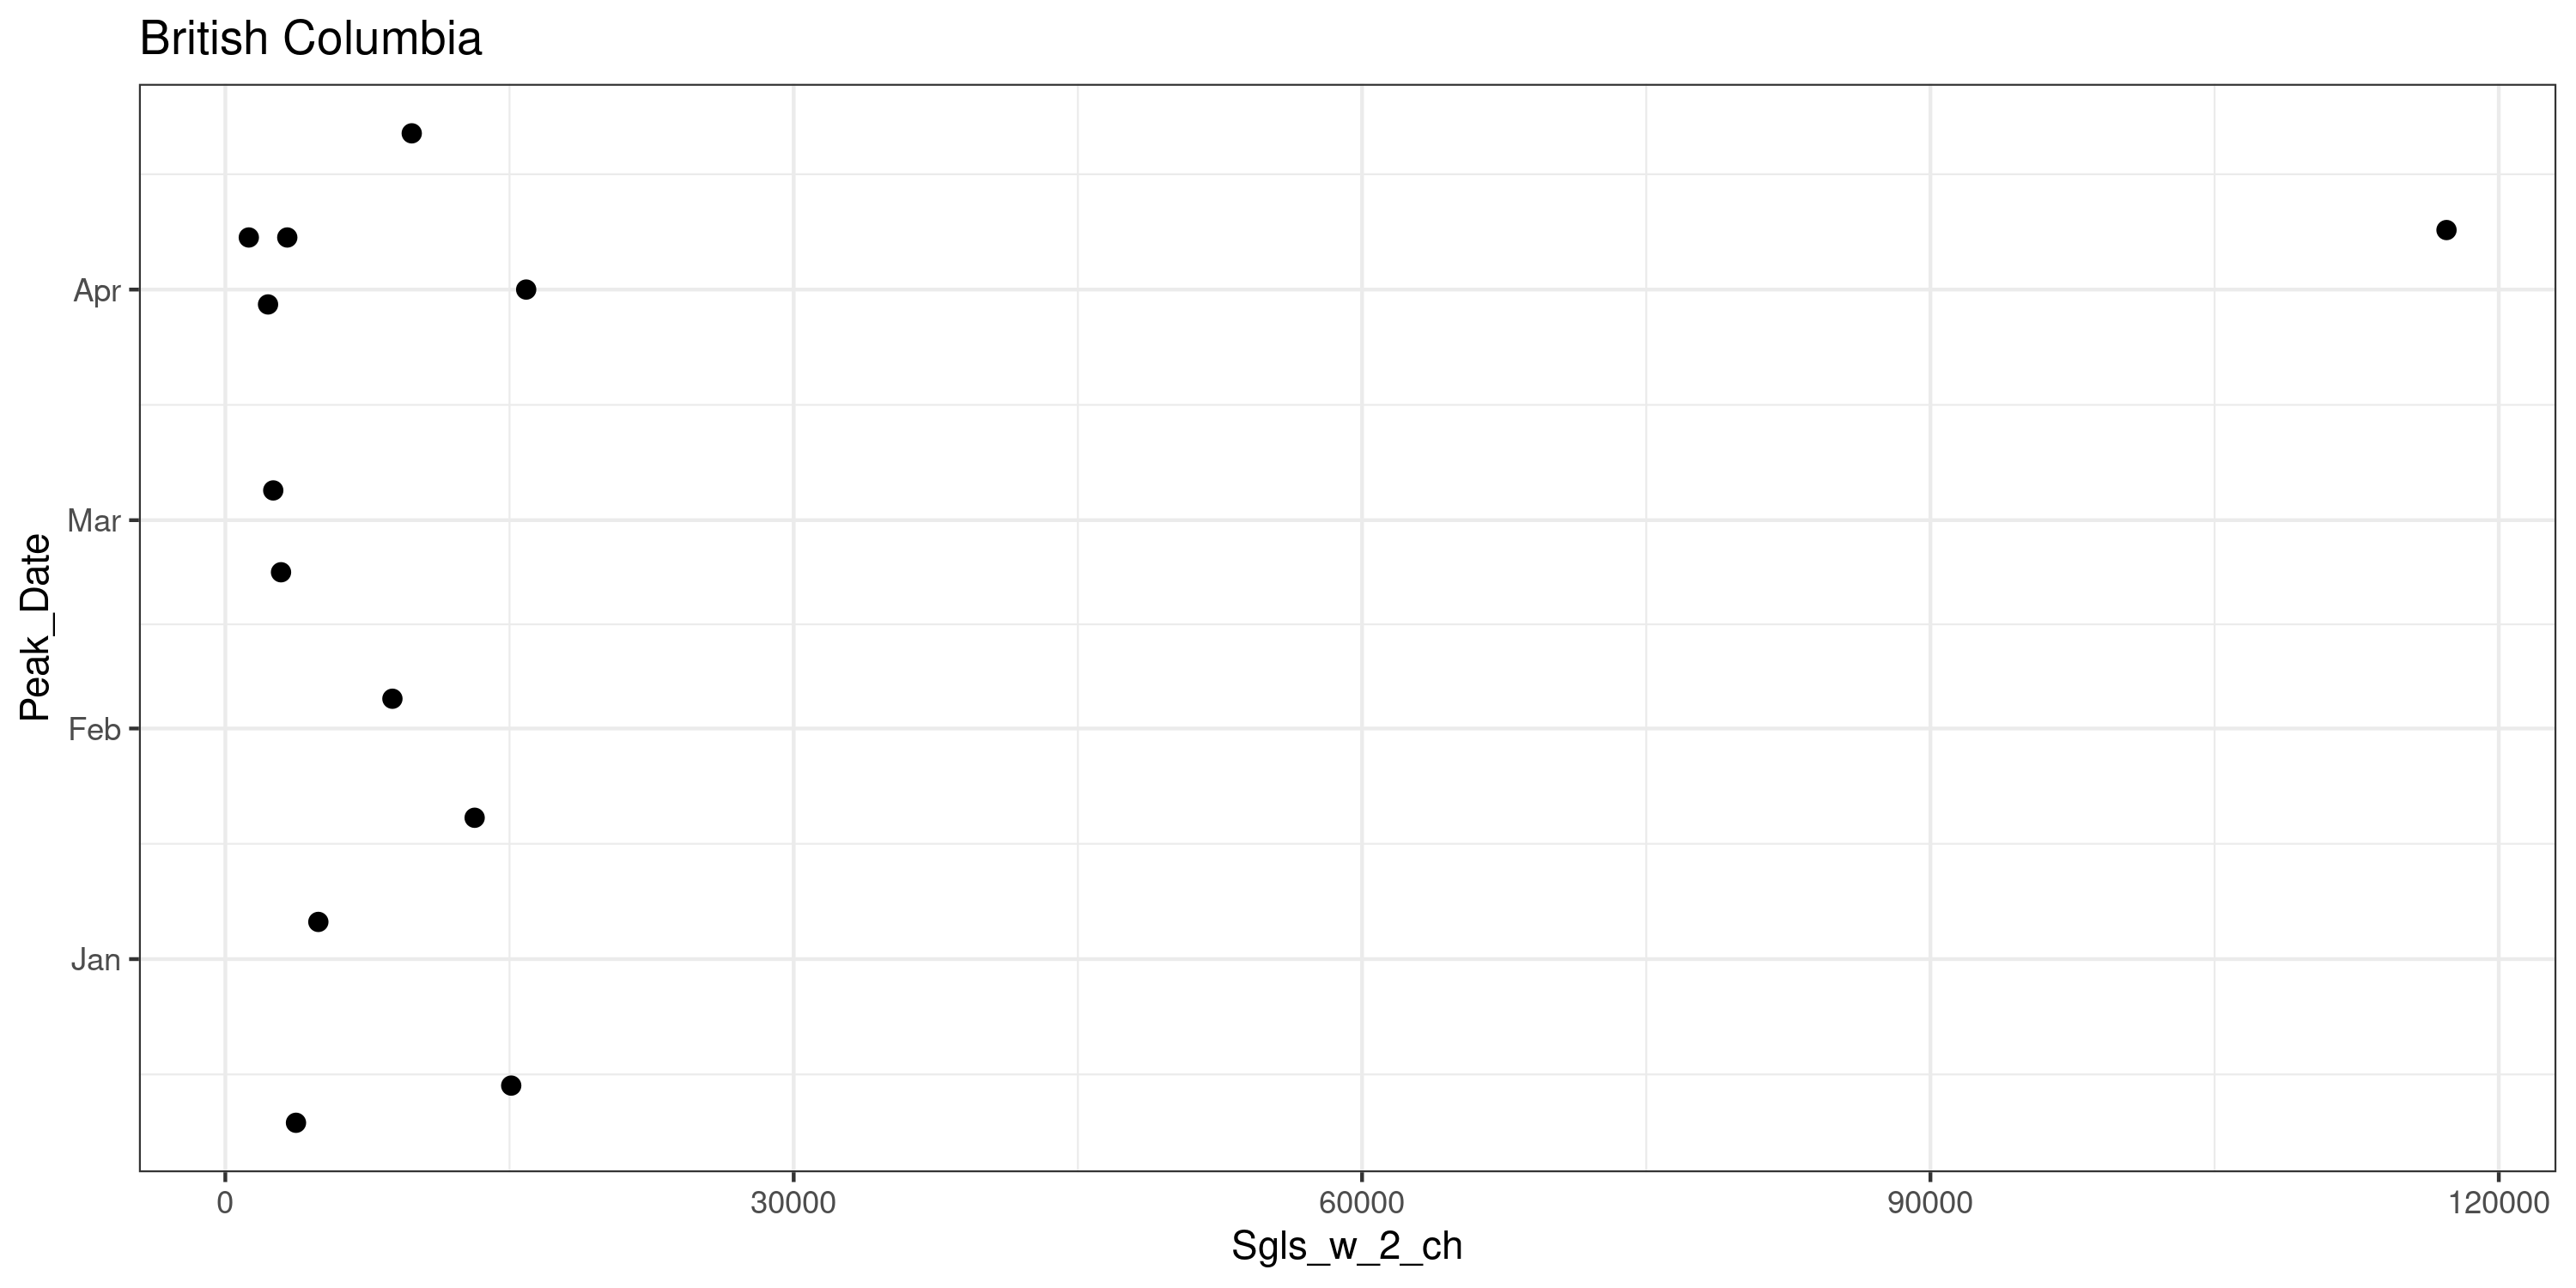 British Columbia
Peak_Date
Apr
Mar
Feb
Jan
0
30000
60000
90000
120000
Sgls_w_2_ch